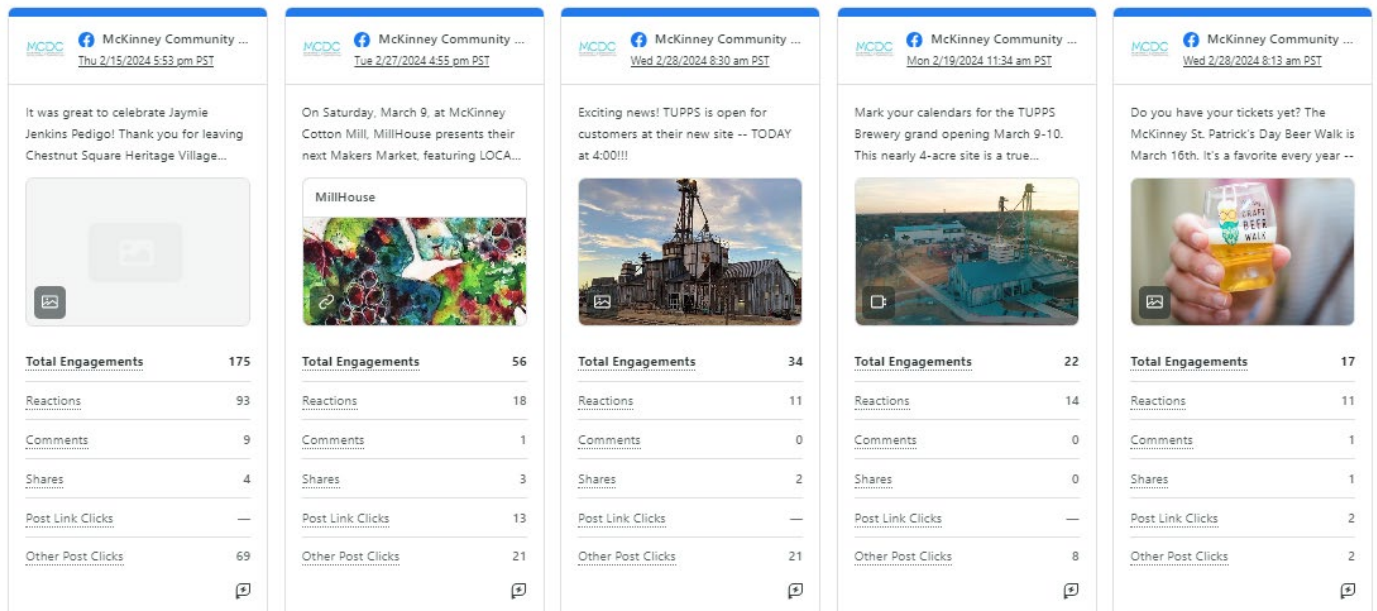 MCDC
McKinney Community ...
Thu 2/15/2024 5:53 pm PST
It was great to celebrate Jaymie
Jenkins Pedigo! Thank you for leaving
Chestnut Square Heritage Village...
Total Engagements 175
Reactions 93
Comments 9
Shares 4
Post Link Clicks —
Other Post Clicks 69
MCDC
McKinney Community ...
Tue 2/27/2024 4:55 pm PST
On Saturday, March 9, at McKinney
Cotton Mill, MillHouse presents their
next Makers Market, featuring LOCA...
MillHouse
Total Engagements 56
Reactions 18
Comments 1
Shares 3
Post Link Clicks 13
Other Post Clicks 21
MCDC
McKinney Community ...
Wed 2/28/2024 8:30 am PST
Exciting news! TUPPS is open for
customers at their new site -- TODAY
at 4:00!!!
Total Engagements 34
Reactions 11
Comments 0
Shares 2
Post Link Clicks —
Other Post Clicks 21
MCDC
McKinney Community ...
Mon 2/19/2024 11:34 am PST
Mark your calendars for the TUPPS
Brewery grand opening March 9-10.
This nearly 4-acre site is a true...
Total Engagements 22
Reactions 14
Comments 0
Shares 0
Post Link Clicks —
Other Post Clicks 8
MCDC
McKinney Community ...
Wed 2/28/2024 8:13 am PST
Do you have your tickets yet? The
McKinney St. Patrick's Day Beer Walk is
March 16th. It's a favorite every year --
CRAFT
BEER
WALK
Total Engagements 17
Reactions 11
Comments 1
Shares 1
Post Link Clicks 2
Other Post Clicks 2